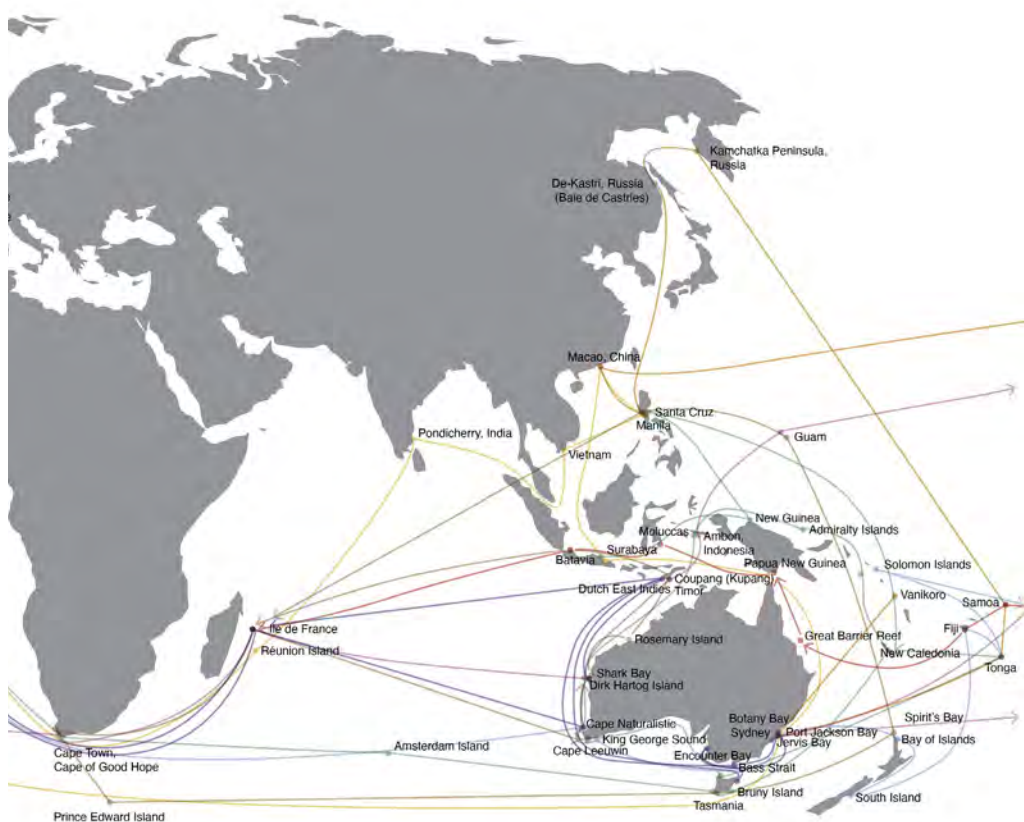 Kamchatka Peninsula,
Russia
De-Kastri, Russia
(Baie de Castries)
Macao, China
Santa Cruz
Manila
Pondicherry, India
Guam
Vietnam
New Guinea
Admiralty Islands
Moluccas
Ambon,
Indonesia
Surabaya
Batavia
Papua New Guinea
Solomon Islands
Coupang (Kupang)
Dutch East Indies
Timor
Vanikoro
Samoa
Ile de France
Fiji
Rosemary Island
Great Barrier Reef
Réunion Island
New Caledonia
Tonga
Shark Bay
Dirk Hartog Island
Cape Naturalistic
Botany Bay
Spirit's Bay
Sydney
Port Jackson Bay
King George Sound
Jervis Bay
Bay of Islands
Cape Leeuwin
Cape Town,
Cape of Good Hope
Amsterdam Island
Encounter Bay
Bass Strait
Bruny Island
South Island
Tasmania
Prince Edward Island